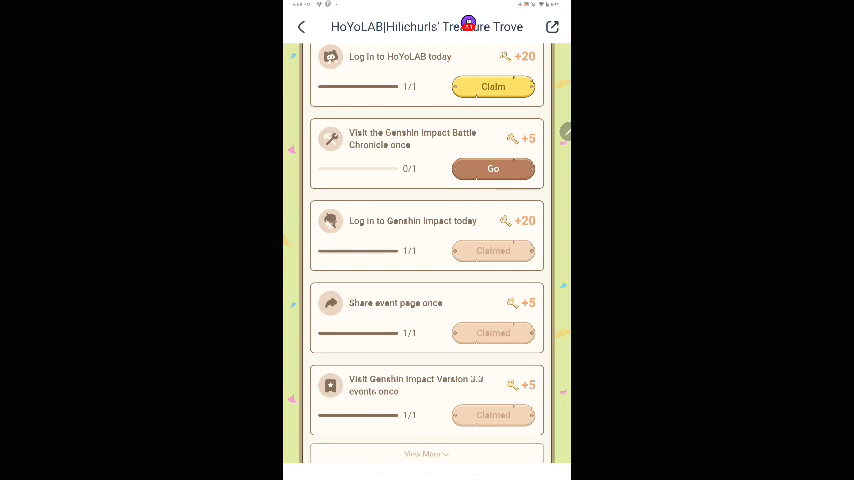 HoYoLAB|Hilichurls' Treasure Trove
Log In to HoYoLAB today
+20
1/1
Claim
Visit the Genshin Impact Battle
Chronicle once
+5
0/1
Go
Log in to Genshin Impact today
+20
1/1
Claimed
Share event page once
+5
1/1
Claimed
Visit Genshin Impact Version 3.3
events once
+5
1/1
Claimed
View More